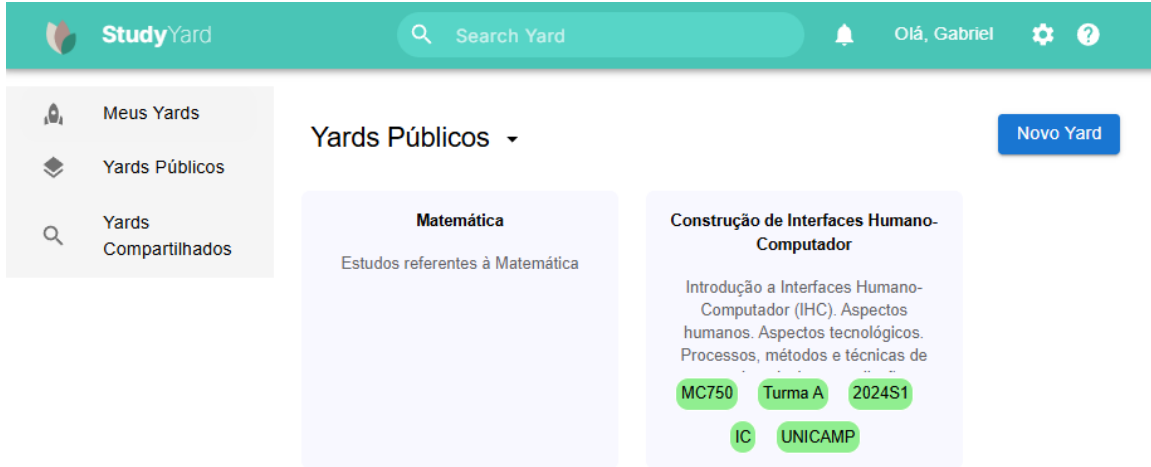 StudyYard
Search Yard
Olá, Gabriel
Meus Yards
Yards Públicos
Yards
Compartilhados
Yards Públicos
Novo Yard
Matemática
Estudos referentes à Matemática
Construção de Interfaces Humano-
Computador
Introdução a Interfaces Humano-
Computador (IHC). Aspectos
humanos. Aspectos tecnológicos.
Processos, métodos e técnicas de
MC750 Turma A 2024S1
IC UNICAMP